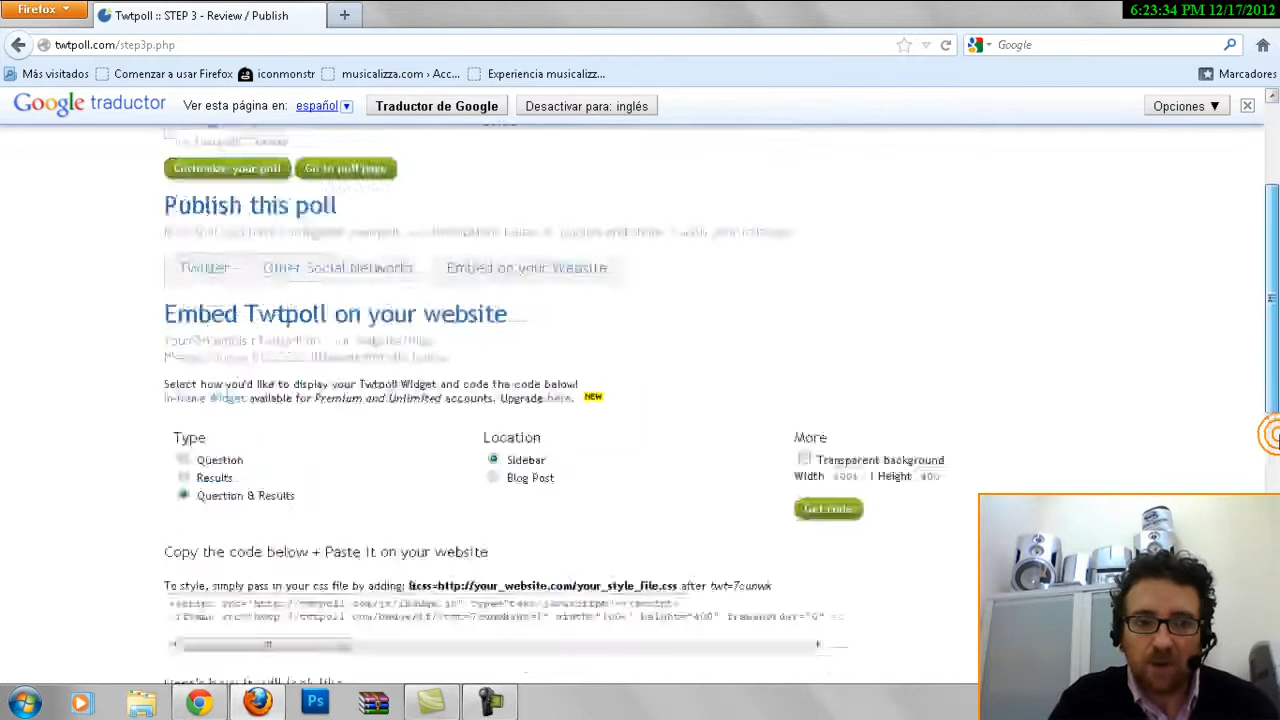 Firefox
Twtpoll :: STEP 3 - Review / Publish
6:23:34 PM 12/17/2012
twtpoll.com/step3p.php
Google
Más visitados
Comenzar a usar Firefox
iconmonstr
musicalizza.com › Acc...
Experiencia musicalizz...
Marcadores
Google traductor
Ver esta página en: español
Traductor de Google
Desactivar para: inglés
Opciones ▼
Customize your poll
Go to poll page
Publish this poll
Twitter
Other Social Networks
Embed on your Website
Embed Twtpoll on your website
Select how you'd like to display your Twtpoll Widget and code the code below!
Widget available for Premium and Unlimited accounts. Upgrade here. NEW
Type
Location
More
Question
Sidebar
Transparent background
Results
Blog Post
Width
Height 400
Question & Results
Get code
Copy the code below + Paste it on your website
To style, simply pass in your css file by adding: &css=http://your_website.com/your_style_file.css after
Ps